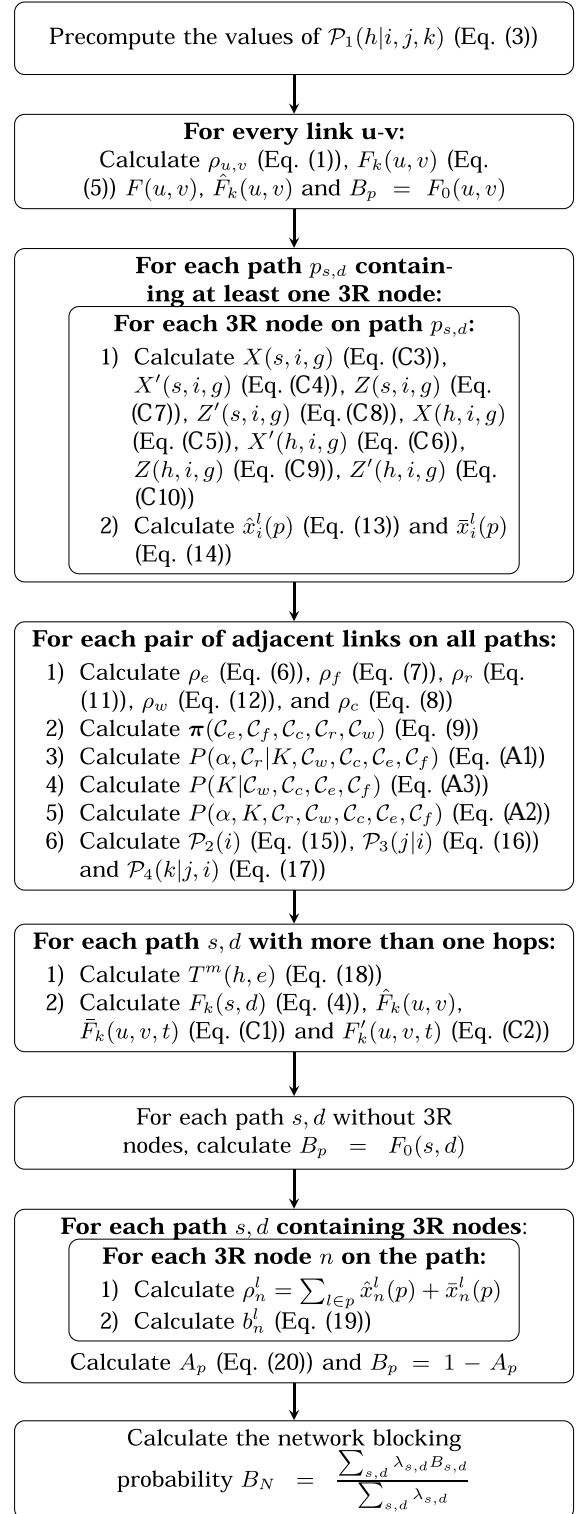 Precompute the values of 𝒫₁(h|i, j, k) (Eq. (3))
For every link u-v:
Calculate ρ_{u,v} (Eq. (1)), F_k(u, v) (Eq.
(5)) F(u, v), F̂_k(u, v) and B_p = F₀(u, v)
For each path p_{s,d} contain-
ing at least one 3R node:
For each 3R node on path p_{s,d}:
1) Calculate X(s, i, g) (Eq. (C3)),
X′(s, i, g) (Eq. (C4)), Z(s, i, g) (Eq.
(C7)), Z′(s, i, g) (Eq. (C8)), X(h, i, g)
(Eq. (C5)), X′(h, i, g) (Eq. (C6)),
Z(h, i, g) (Eq. (C9)), Z′(h, i, g) (Eq.
(C10))
2) Calculate x̂_i^l(p) (Eq. (13)) and x̄_i^l(p)
(Eq. (14))
For each pair of adjacent links on all paths:
1) Calculate ρ_e (Eq. (6)), ρ_f (Eq. (7)), ρ_r (Eq.
(11)), ρ_w (Eq. (12)), and ρ_c (Eq. (8))
2) Calculate π(𝒞_e, 𝒞_f, 𝒞_c, 𝒞_r, 𝒞_w) (Eq. (9))
3) Calculate P(α, 𝒞_r|K, 𝒞_w, 𝒞_c, 𝒞_e, 𝒞_f) (Eq. (A1))
4) Calculate P(K|𝒞_w, 𝒞_c, 𝒞_e, 𝒞_f) (Eq. (A3))
5) Calculate P(α, K, 𝒞_r, 𝒞_w, 𝒞_c, 𝒞_e, 𝒞_f) (Eq. (A2))
6) Calculate 𝒫₂(i) (Eq. (15)), 𝒫₃(j|i) (Eq. (16))
and 𝒫₄(k|j, i) (Eq. (17))
For each path s, d with more than one hops:
1) Calculate T^m(h, e) (Eq. (18))
2) Calculate F_k(s, d) (Eq. (4)), F̂_k(u, v),
F̄_k(u, v, t) (Eq. (C1)) and F′_k(u, v, t) (Eq. (C2))
For each path s, d without 3R
nodes, calculate B_p = F₀(s, d)
For each path s, d containing 3R nodes:
For each 3R node n on the path:
1) Calculate ρ_n^l = ∑_{l∈p} x̂_n^l(p) + x̄_n^l(p)
2) Calculate b_n^l (Eq. (19))
Calculate A_p (Eq. (20)) and B_p = 1 − A_p
Calculate the network blocking
probability B_N = ∑_{s,d} λ_{s,d}B_{s,d} / ∑_{s,d} λ_{s,d}